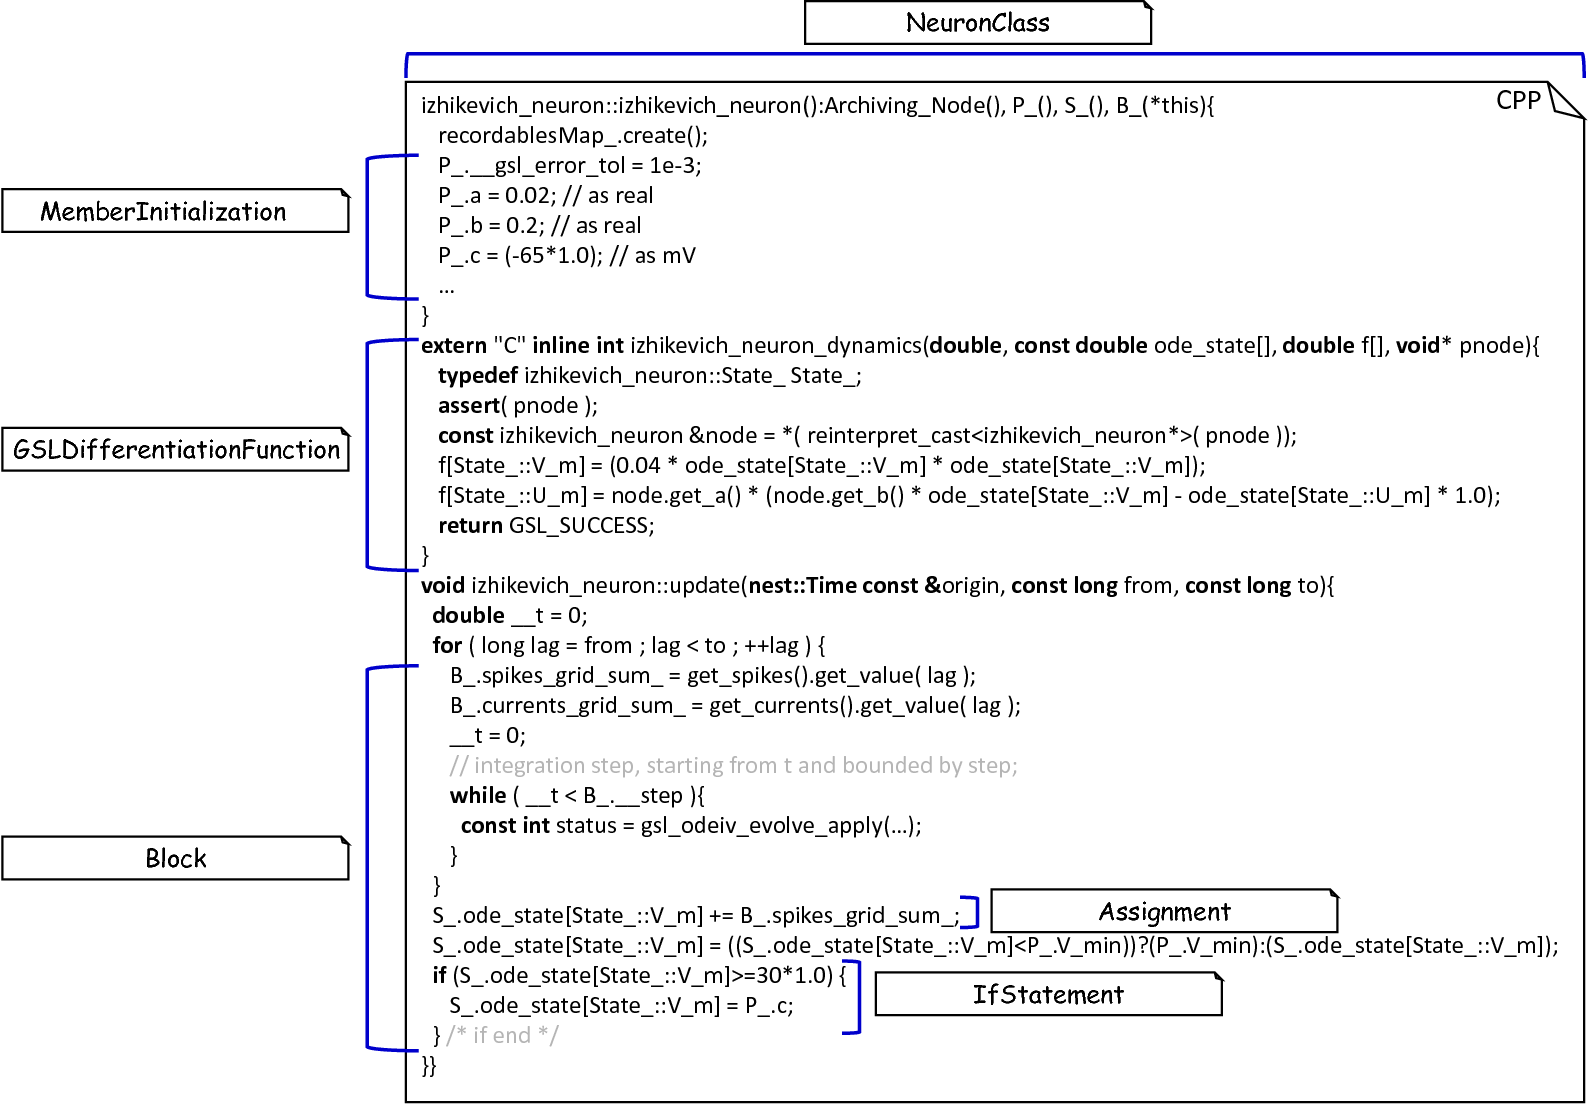 NeuronClass
CPP
izhikevich_neuron::izhikevich_neuron():Archiving_Node(), P_(), S_(), B_(*this){
recordablesMap_.create();
P_.__gsl_error_tol = 1e-3;
MemberInitialization
P_.a = 0.02; // as real
P_.b = 0.2; // as real
P_.c = (-65*1.0); // as mV
...
}
extern "C" inline int izhikevich_neuron_dynamics(double, const double ode_state[], double f[], void* pnode){
typedef izhikevich_neuron::State_ State_;
assert( pnode );
GSLDifferentiationFunction
const izhikevich_neuron &node = *( reinterpret_cast<izhikevich_neuron*>( pnode ));
f[State_::V_m] = (0.04 * ode_state[State_::V_m] * ode_state[State_::V_m]);
f[State_::U_m] = node.get_a() * (node.get_b() * ode_state[State_::V_m] - ode_state[State_::U_m] * 1.0);
return GSL_SUCCESS;
}
void izhikevich_neuron::update(nest::Time const &origin, const long from, const long to){
double __t = 0;
for ( long lag = from ; lag < to ; ++lag ) {
B_.spikes_grid_sum_ = get_spikes().get_value( lag );
B_.currents_grid_sum_ = get_currents().get_value( lag );
__t = 0;
// integration step, starting from t and bounded by step;
while ( __t < B_.__step ){
const int status = gsl_odeiv_evolve_apply(...);
Block
}
}
S_.ode_state[State_::V_m] += B_.spikes_grid_sum_;
Assignment
S_.ode_state[State_::V_m] = ((S_.ode_state[State_::V_m]<P_.V_min))?(P_.V_min):(S_.ode_state[State_::V_m]);
if (S_.ode_state[State_::V_m]>=30*1.0) {
IfStatement
S_.ode_state[State_::V_m] = P_.c;
} /* if end */
}}